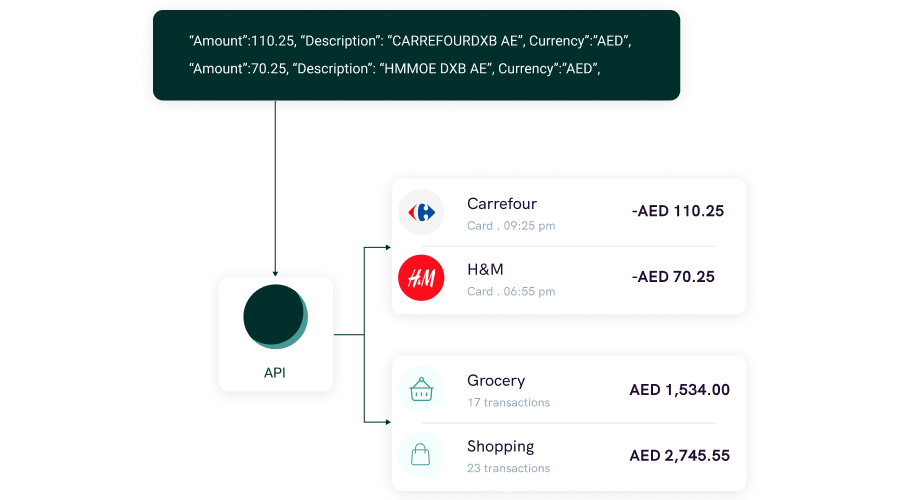 “Amount”:110.25, “Description”: “CARREFOURDXB AE”, Currency”:”AED”,
“Amount”:70.25, “Description”: “HMMOE DXB AE”, Currency”:”AED”,
Carrefour
-AED 110.25
Card . 09:25 pm
H&M
H&M
-AED 70.25
Card . 06:55 pm
API
Grocery
AED 1,534.00
17 transactions
Shopping
AED 2,745.55
23 transactions